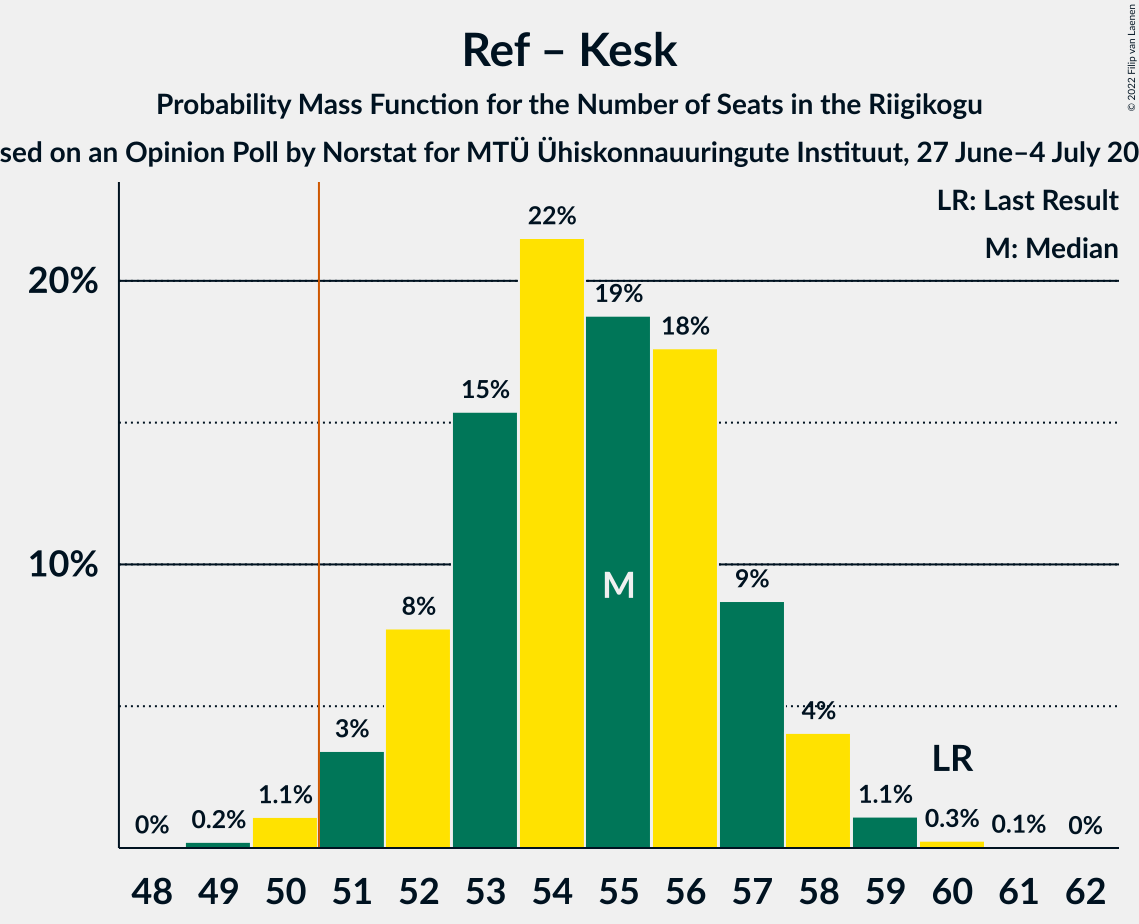 Ref – Kesk
Probability Mass Function for the Number of Seats in the Riigikogu
sed on an Opinion Poll by Norstat for MTÜ Ühiskonnauuringute Instituut, 27 June–4 July 20
© 2022 Filip van Laenen
LR: Last Result
M: Median
22%
20%
19%
18%
15%
M
10%
9%
8%
4%
3%
LR
1.1%
1.1%
0%
0.2%
0.3%
0.1%
0%
48 49 50 51 52 53 54 55 56 57 58 59 60 61 62